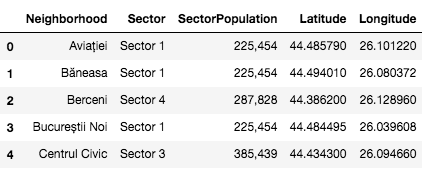 Neighborhood Sector SectorPopulation Latitude Longitude
0 Aviației Sector 1 225,454 44.485790 26.101220
1 Băneasa Sector 1 225,454 44.494010 26.080372
2 Berceni Sector 4 287,828 44.386200 26.128960
3 Bucureștii Noi Sector 1 225,454 44.484495 26.039608
4 Centrul Civic Sector 3 385,439 44.434300 26.094660